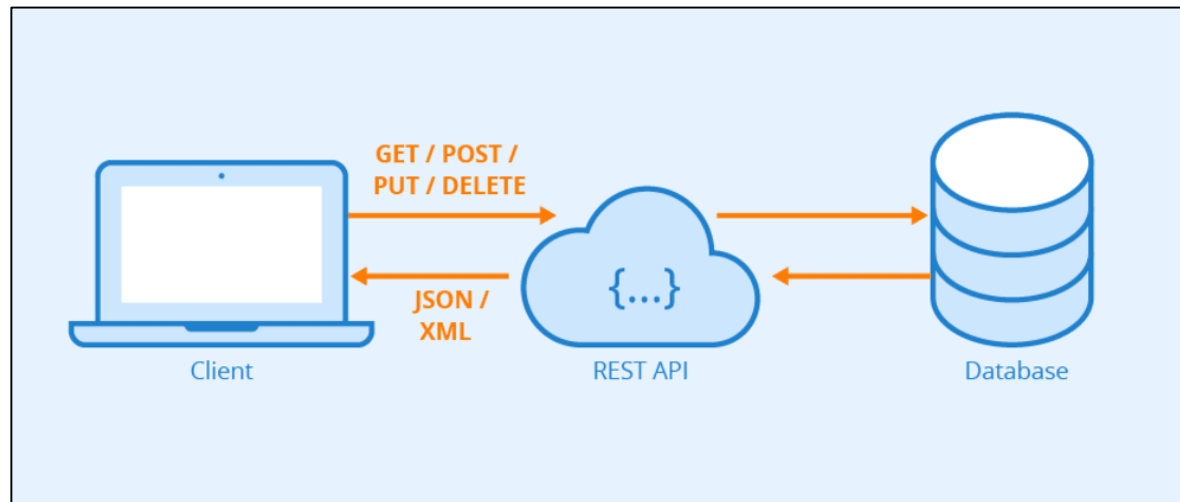 GET / POST /
PUT / DELETE
{...}
JSON /
XML
Client
REST API
Database